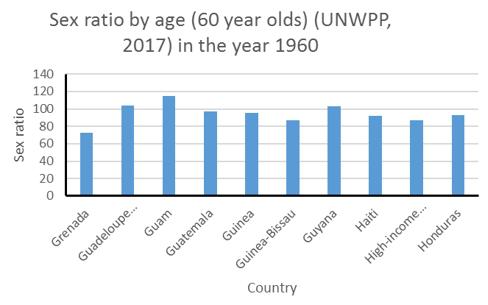 Sex ratio by age (60 year olds) (UNWPP,
2017) in the year 1960
140
120
100
80
60
40
20
0
Sex ratio
Grenada
Guadeloupe...
Guam
Guatemala
Guinea
Guinea-Bissau
Guyana
Haiti
High-income...
Honduras
Country